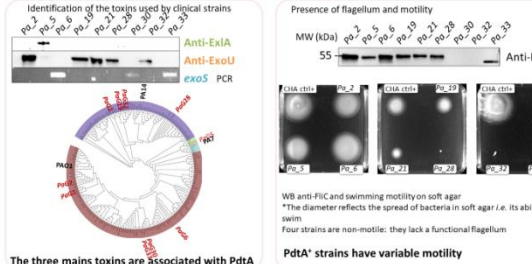 Identification of the toxins used by clinical strains
Pa_2 Pa_5 Pa_6 Pa_19 Pa_21 Pa_28 Pa_30 Pa_32 Pa_33
Anti-ExlA
Anti-ExoU
exoS PCR
PA14
PaG28
PA7
PAO1
PaG6
The three mains toxins are associated with PdtA
Presence of flagellum and motility
MW (kDa)
Pa_2 Pa_5 Pa_6 Pa_19 Pa_21 Pa_28 Pa_30 Pa_32 Pa_33
55
Anti-
CHA ctrl+ Pa_2
Pa_5 Pa_6
CHA ctrl+ Pa_19
Pa_21 Pa_28
CHA ctrl+
Pa_32
WB anti-FliC and swimming motility on soft agar
*The diameter reflects the spread of bacteria in soft agar i.e. its abi
swim
Four strains are non-motile: they lack a functional flagellum
PdtA⁺ strains have variable motility